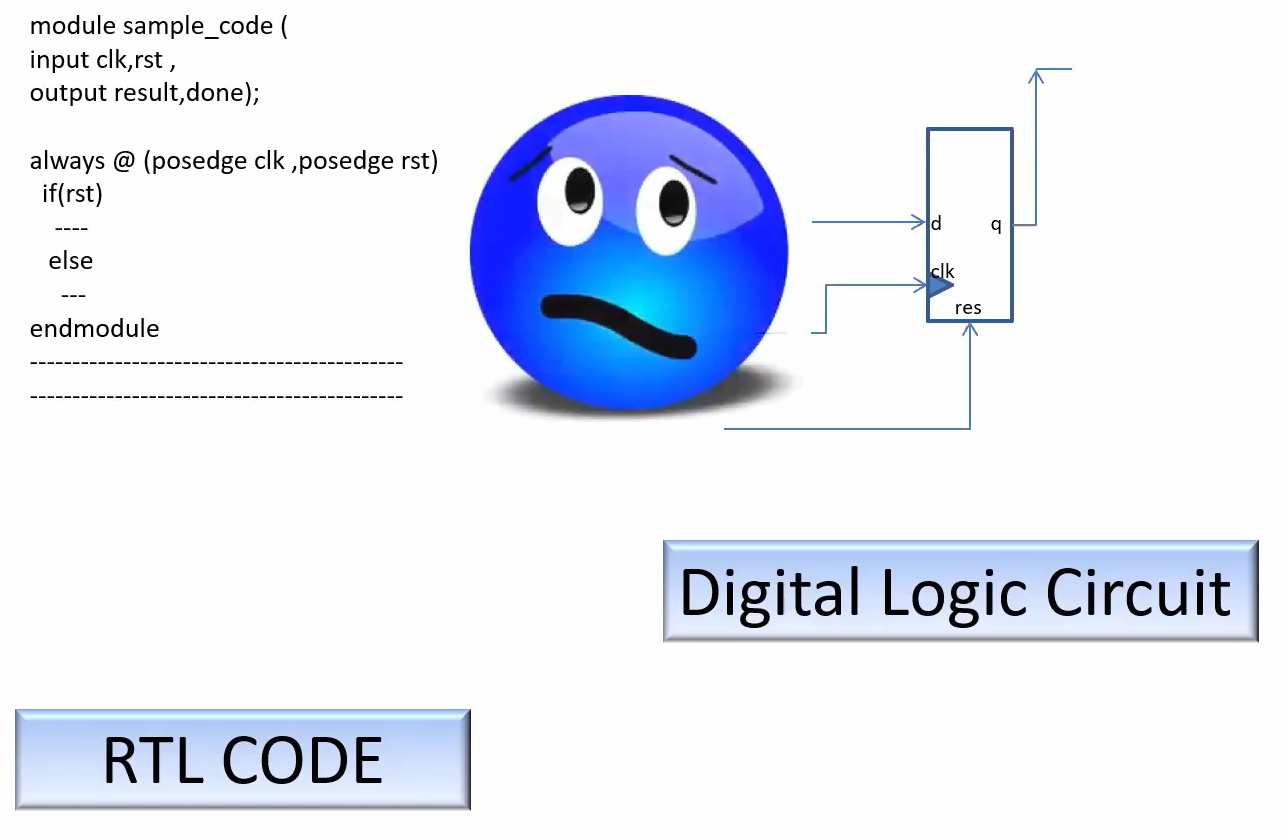 module sample_code (
input clk,rst ,
output result,done);
always @ (posedge clk ,posedge rst)
if(rst)
----
else
---
endmodule
--------------------------------------------
--------------------------------------------
d q
clk
res
Digital Logic Circuit
RTL CODE